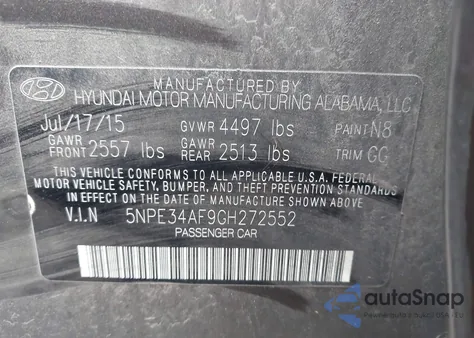 MANUFACTURED BY
HYUNDAI MOTOR MANUFACTURING ALABAMA, LLC
Jul/17/15 GVWR 4497 lbs PAINT N8
GAWR FRONT 2557 lbs GAWR REAR 2513 lbs TRIM GG
THIS VEHICLE CONFORMS TO ALL APPLICABLE U.S.A FEDERAL
MOTOR VEHICLE SAFETY, BUMPER, AND THEFT PREVENTION STANDARDS
IN EFFECT ON THE DATE OF MANUFACTURE SHOWN ABOVE.
V.I.N 5NPE34AF9GH272552
PASSENGER CAR
autoSnap